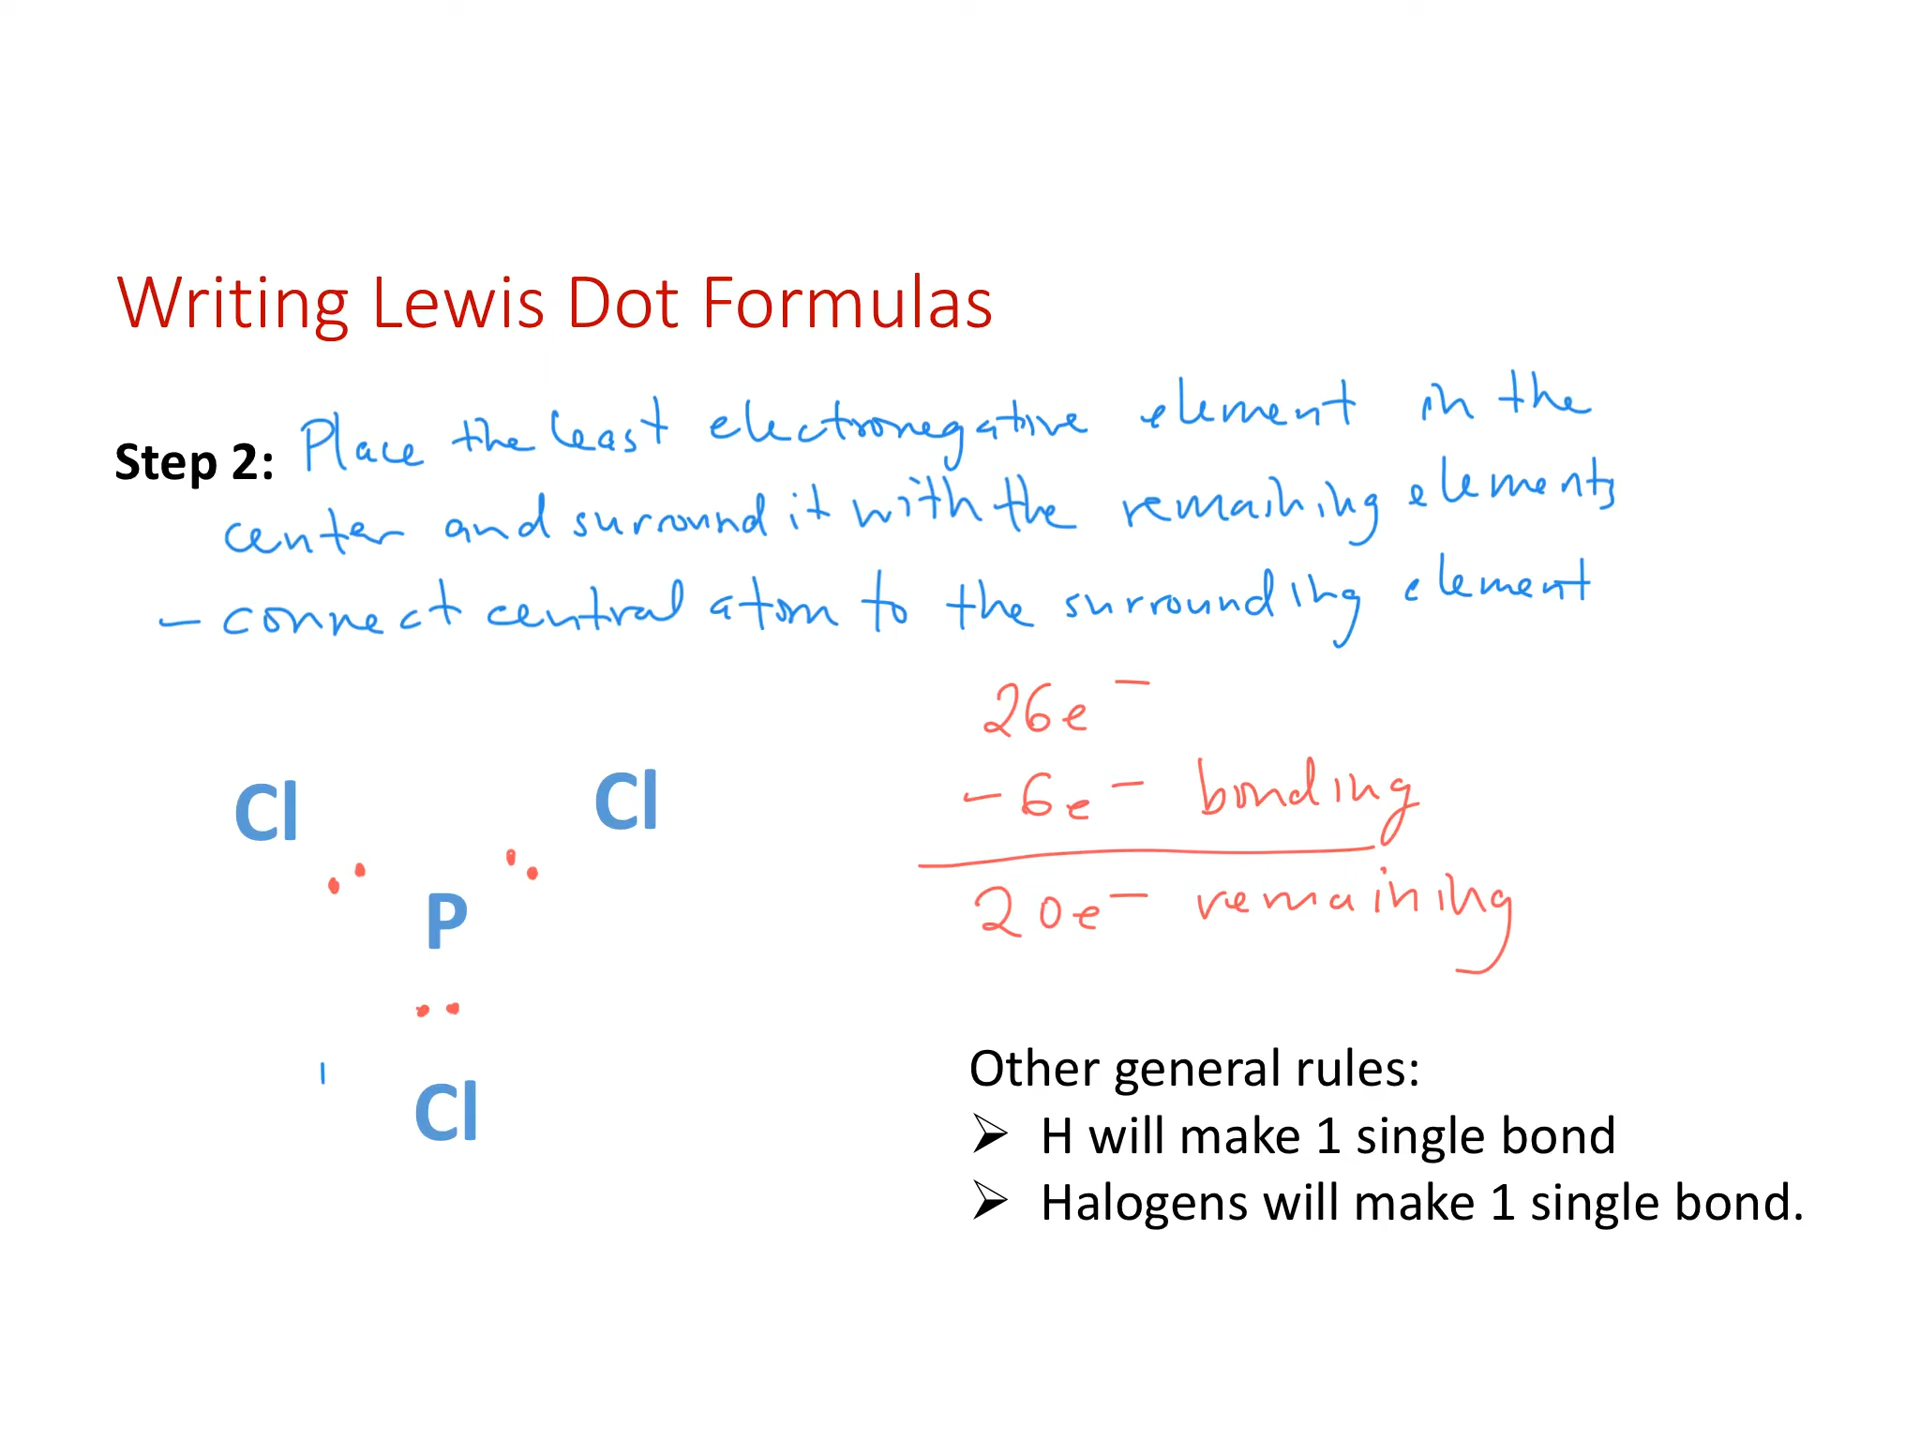 Writing Lewis Dot Formulas
Step 2: Place the least electronegative element in the
center and surround it with the remaining elements
- connect central atom to the surrounding element
26e⁻
Cl Cl
- 6e⁻ bonding
P
20e⁻ remaining
Cl
Other general rules:
➢ H will make 1 single bond
➢ Halogens will make 1 single bond.